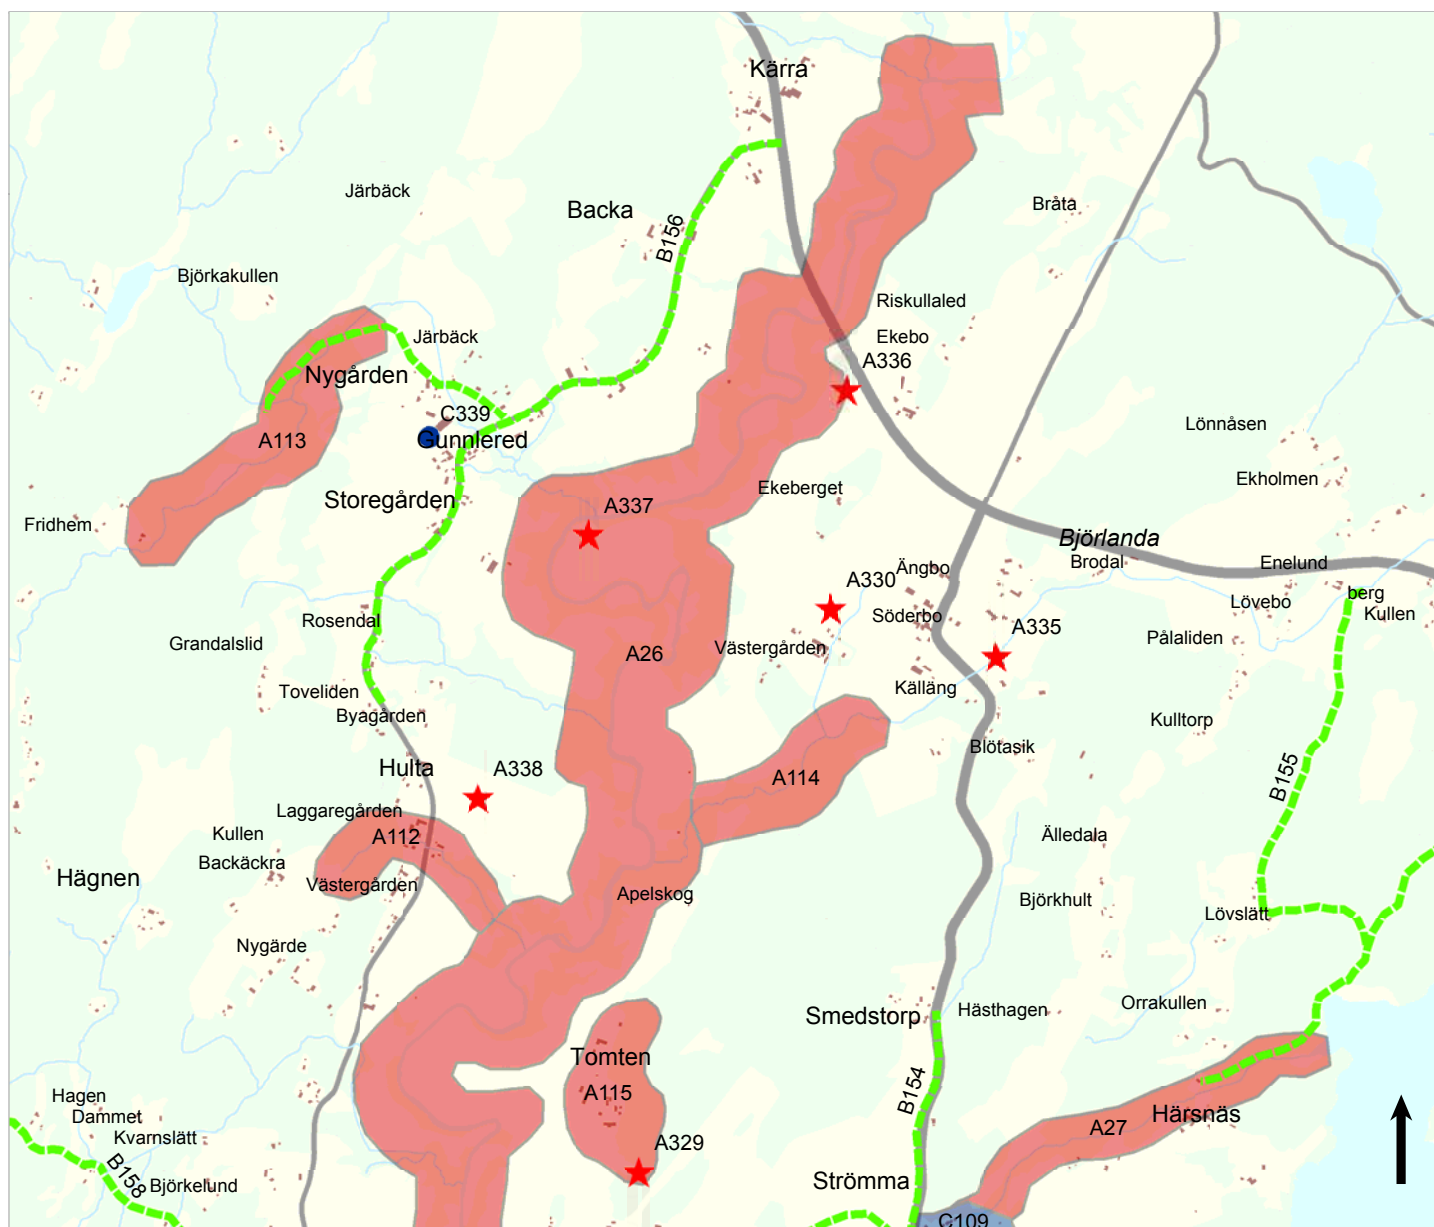 Kärra
Järbäck
Backa
B156
Bråta
Björkakullen
Riskullaled
Järbäck
Ekebo
A336
Nygården
C339
Gunnlered
A113
Lönnåsen
Ekholmen
Ekeberget
Storegården
A337
Fridhem
Björlanda
Brodal
Enelund
Ängbo
A330
berg
Lövebo
Kullen
Söderbo
Rosendal
A335
Grandalslid
Västergården
A26
Pålaliden
Källäng
Toveliden
Byagården
Kulltorp
Blötasik
Hulta
A338
A114
B155
Laggaregården
Kullen
A112
Älledala
Backäckra
Hägnen
Västergården
Apelskog
Björkhult
Lövslätt
Nygärde
Smedstorp
Hästhagen
Orrakullen
Tomten
A115
B154
Hagen
Dammet
Härsnäs
A27
Kvarnslätt
A329
B158
Björkelund
Strömma
C109